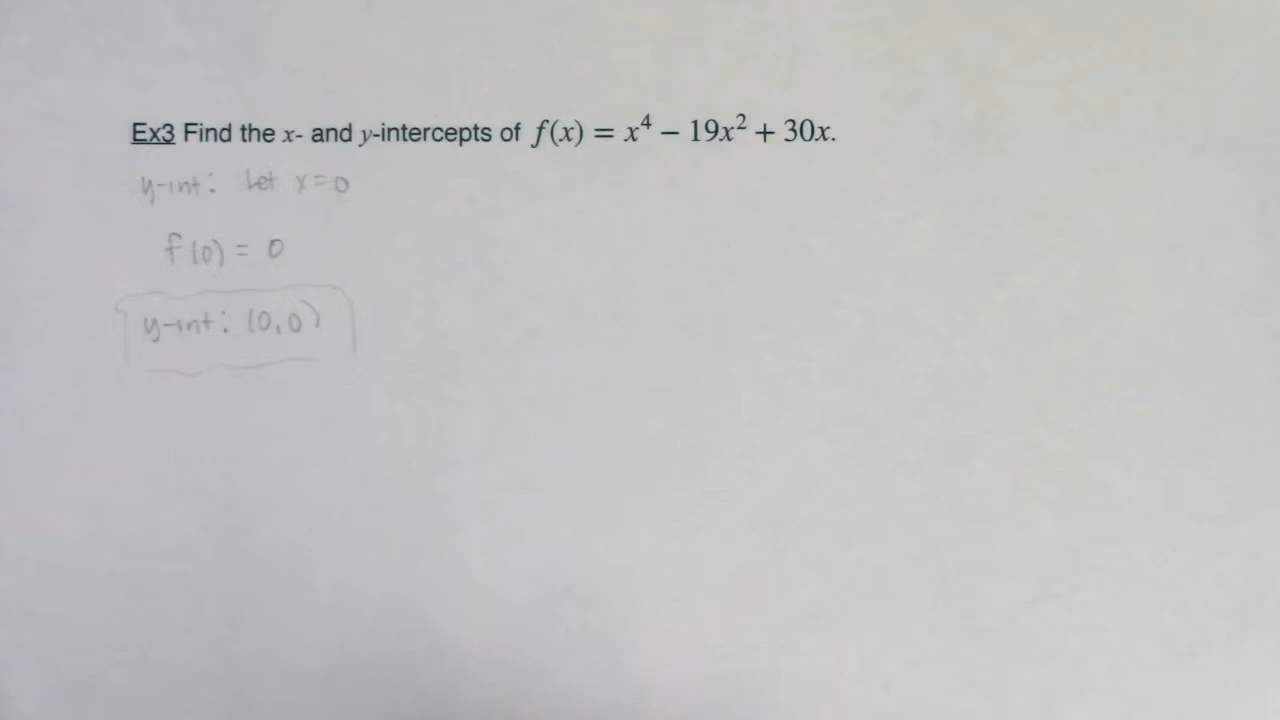 Ex3 Find the x- and y-intercepts of f(x) = x⁴ − 19x² + 30x.
y-int: Let x=0
f(0) = 0
y-int: (0,0)